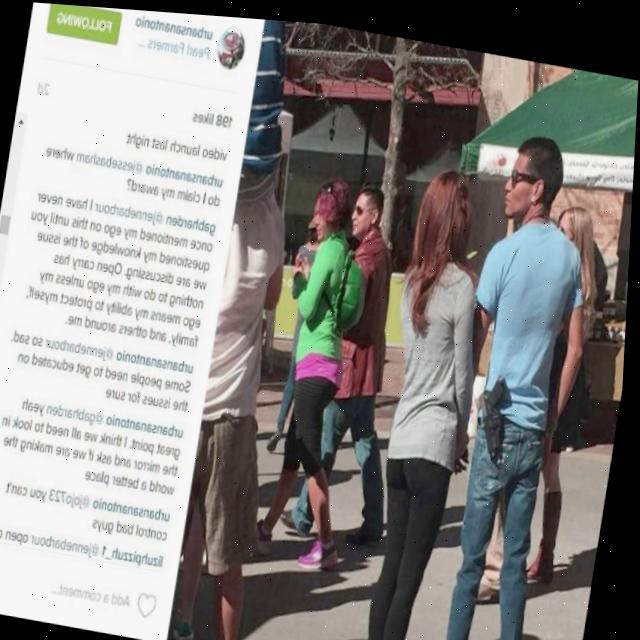 urbansanantonio
Pearl Farmers ...
FOLLOWING
198 likes
2d
video launch last night
urbansanantonio @jessebasham where
do I claim my award?
gabharden @jennebarbour I have never
once mentioned my ego on this until you
questioned my knowledge of the issue
we are discussing. Open carry has
nothing to do with my ego unless my
ego means my ability to protect myself,
family, and others around me.
urbansanantonio @jennebarbour so sad.
Some people need to get educated on
the issues for sure
urbansanantonio @gabharden yeah
great point. I think we all need to look in
the mirror and ask if we are making the
world a better place
urbansanantonio @jojo723 you can't
control bad guys
lizuhpizzuh_t @jennebarbour open
Add a comment...